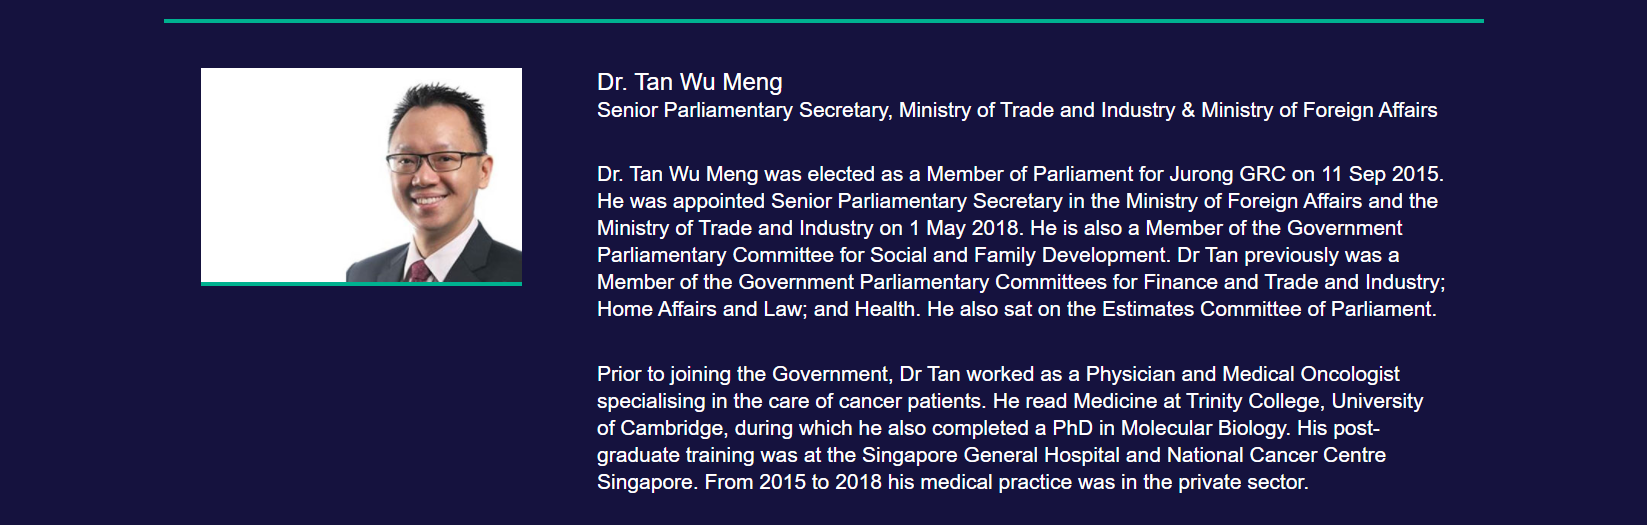 Dr. Tan Wu Meng
Senior Parliamentary Secretary, Ministry of Trade and Industry & Ministry of Foreign Affairs
Dr. Tan Wu Meng was elected as a Member of Parliament for Jurong GRC on 11 Sep 2015.
He was appointed Senior Parliamentary Secretary in the Ministry of Foreign Affairs and the
Ministry of Trade and Industry on 1 May 2018. He is also a Member of the Government
Parliamentary Committee for Social and Family Development. Dr Tan previously was a
Member of the Government Parliamentary Committees for Finance and Trade and Industry;
Home Affairs and Law; and Health. He also sat on the Estimates Committee of Parliament.
Prior to joining the Government, Dr Tan worked as a Physician and Medical Oncologist
specialising in the care of cancer patients. He read Medicine at Trinity College, University
of Cambridge, during which he also completed a PhD in Molecular Biology. His post-
graduate training was at the Singapore General Hospital and National Cancer Centre
Singapore. From 2015 to 2018 his medical practice was in the private sector.